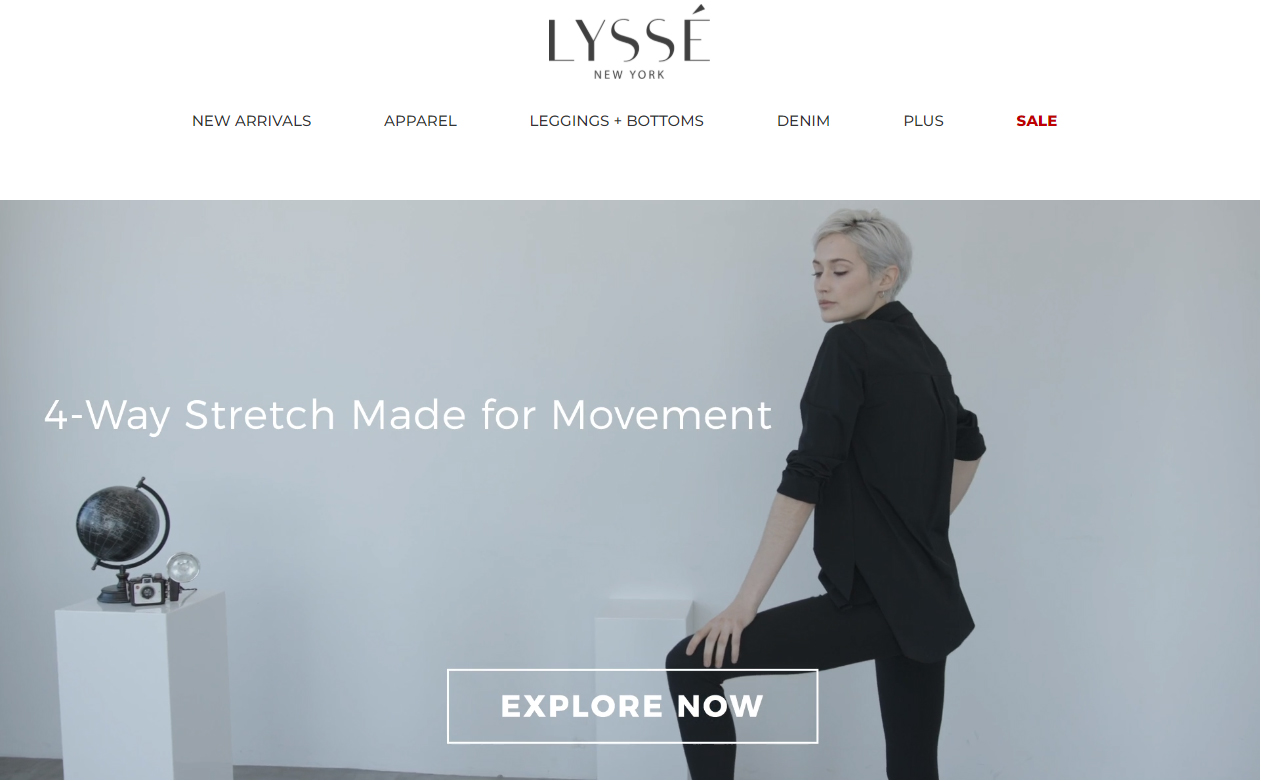 LYSSÉ
NEW YORK
NEW ARRIVALS APPAREL LEGGINGS + BOTTOMS DENIM PLUS SALE
4-Way Stretch Made for Movement
EXPLORE NOW